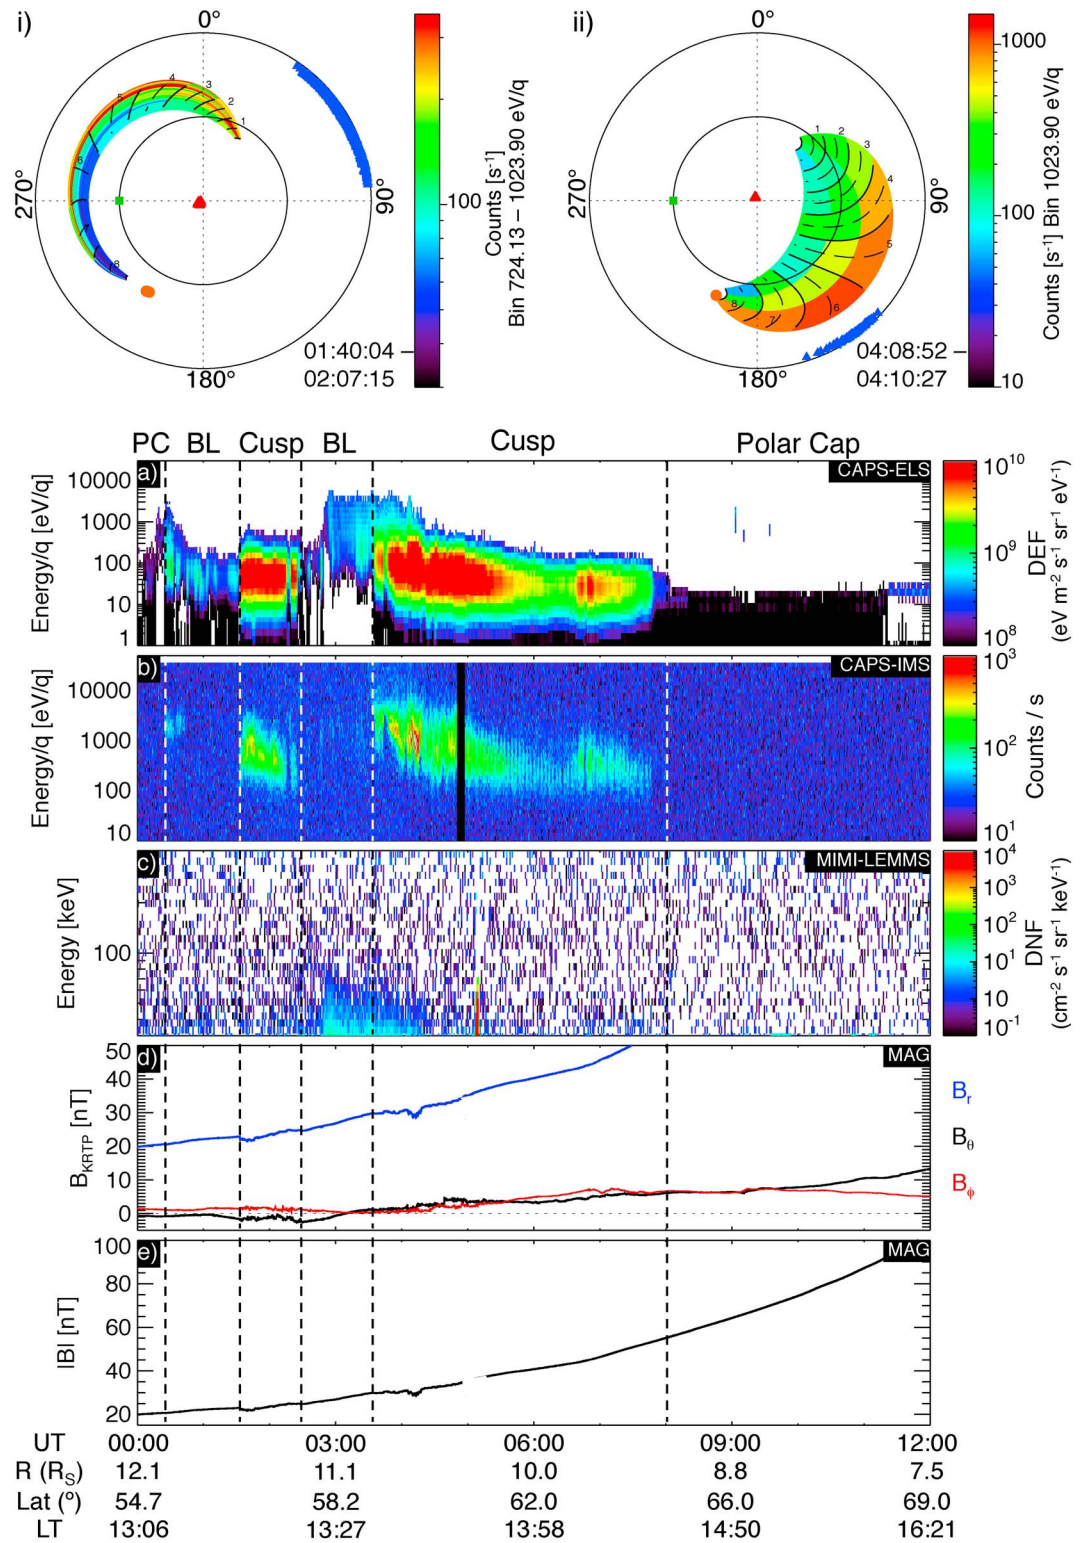 i)
0°
270°
90°
180°
1
2
3
4
5
6
8
01:40:04
02:07:15
100
Counts [s⁻¹]
Bin 724.13 – 1023.90 eV/q
ii)
0°
90°
180°
1
2
3
4
5
6
7
8
04:08:52
04:10:27
1000
100
10
Counts [s⁻¹] Bin 1023.90 eV/q
PC BL Cusp BL Cusp Polar Cap
a)
CAPS-ELS
Energy/q [eV/q]
10000
1000
100
10
1
10¹⁰
10⁹
10⁸
DEF
(eV m⁻² s⁻¹ sr⁻¹ eV⁻¹)
b)
CAPS-IMS
Energy/q [eV/q]
10000
1000
100
10
10³
10²
10¹
Counts / s
c)
MIMI-LEMMS
Energy [keV]
100
10⁴
10³
10²
10¹
10
10⁻¹
DNF
(cm⁻² s⁻¹ sr⁻¹ keV⁻¹)
d)
MAG
B_KRTP [nT]
50
40
30
20
10
0
B_r
B_θ
B_ϕ
e)
MAG
|B| [nT]
100
80
60
40
20
UT 00:00 03:00 06:00 09:00 12:00
R (R_S) 12.1 11.1 10.0 8.8 7.5
Lat (°) 54.7 58.2 62.0 66.0 69.0
LT 13:06 13:27 13:58 14:50 16:21